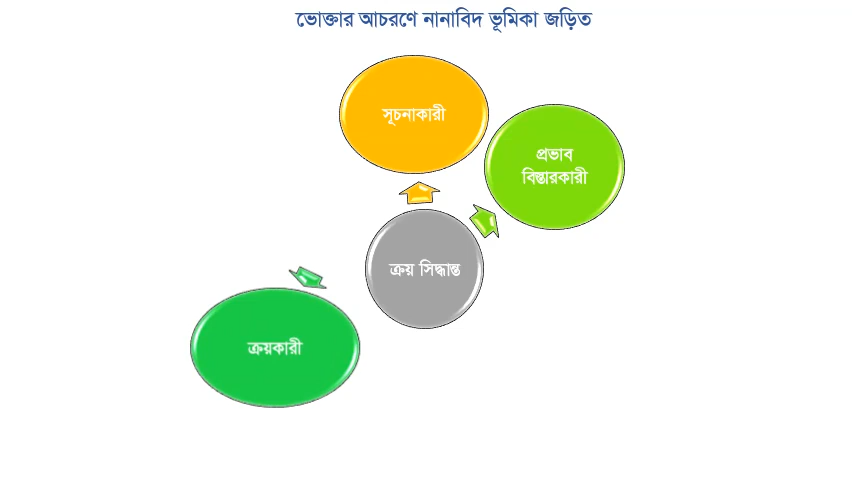 ভোক্তার আচরণে নানাবিদ ভূমিকা জড়িত
সূচনাকারী
প্রভাব
বিস্তারকারী
ক্রয় সিদ্ধান্ত
ক্রয়কারী